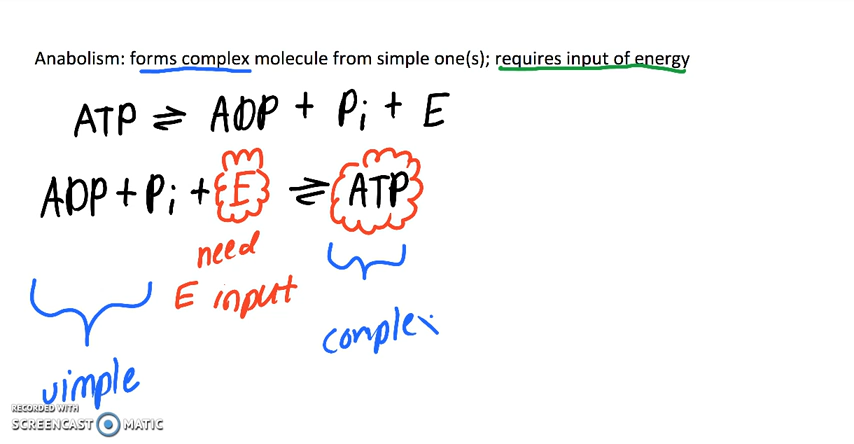 Anabolism: forms complex molecule from simple one(s); requires input of energy
ATP ⇌ ADP + Pi + E
ADP + Pi + E ⇌ ATP
need
E input
complex
simple
RECORDED WITH
SCREENCAST MATIC